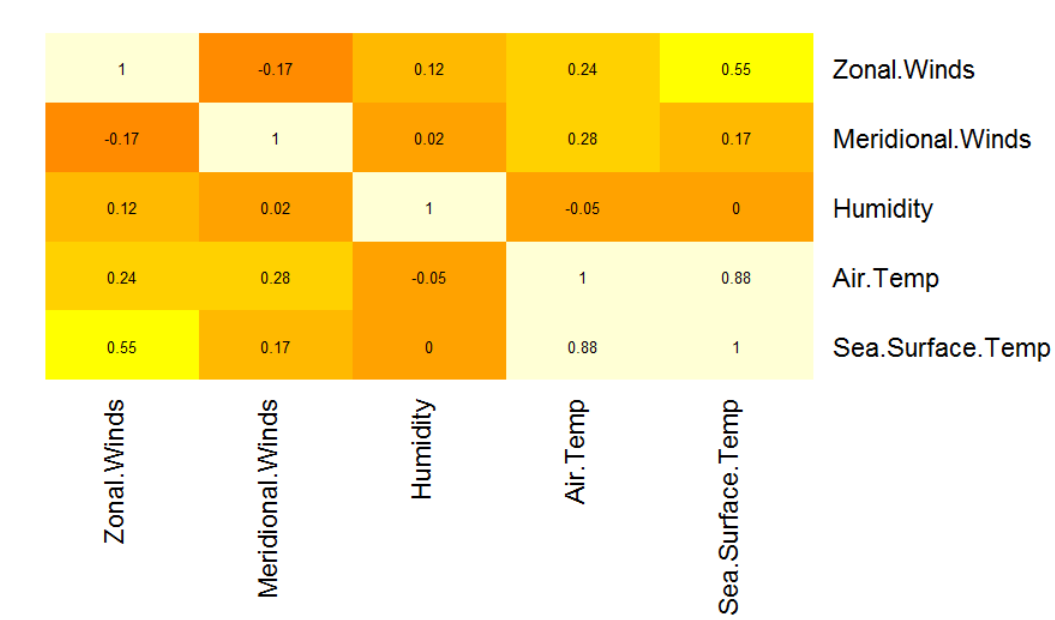 1 -0.17 0.12 0.24 0.55 Zonal.Winds
-0.17 1 0.02 0.28 0.17 Meridional.Winds
0.12 0.02 1 -0.05 0 Humidity
0.24 0.28 -0.05 1 0.88 Air.Temp
0.55 0.17 0 0.88 1 Sea.Surface.Temp
Zonal.Winds
Meridional.Winds
Humidity
Air.Temp
Sea.Surface.Temp